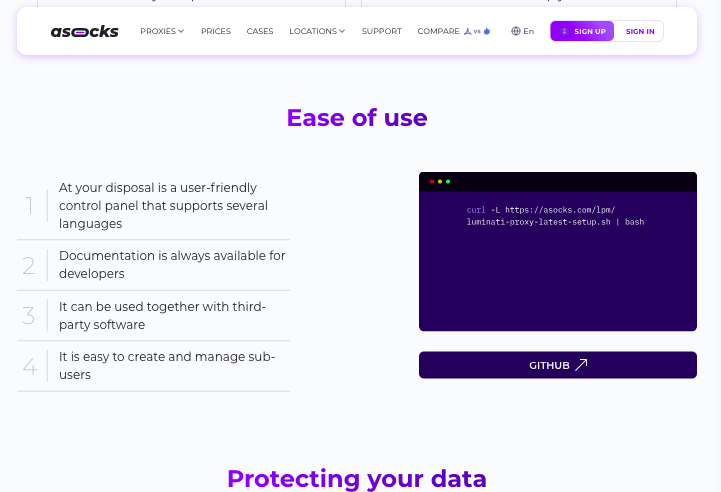 asocks
PROXIES
PRICES
CASES
LOCATIONS
SUPPORT
COMPARE
vs
En
SIGN UP
SIGN IN
Ease of use
1
At your disposal is a user-friendly
control panel that supports several
languages
2
Documentation is always available for
developers
3
It can be used together with third-
party software
4
It is easy to create and manage sub-
users
curl -L https://asocks.com/lpm/
luminati-proxy-latest-setup.sh | bash
GITHUB
Protecting your data